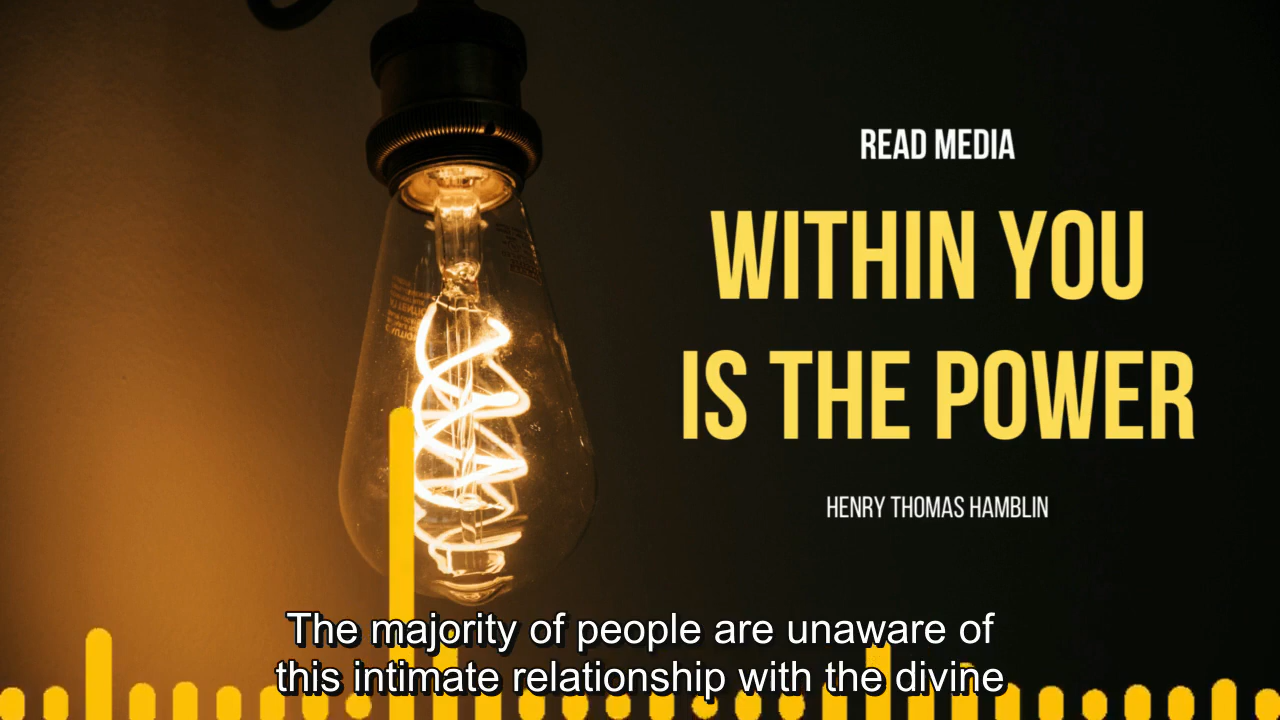 READ MEDIA
WITHIN YOU
IS THE POWER
HENRY THOMAS HAMBLIN
The majority of people are unaware of
this intimate relationship with the divine